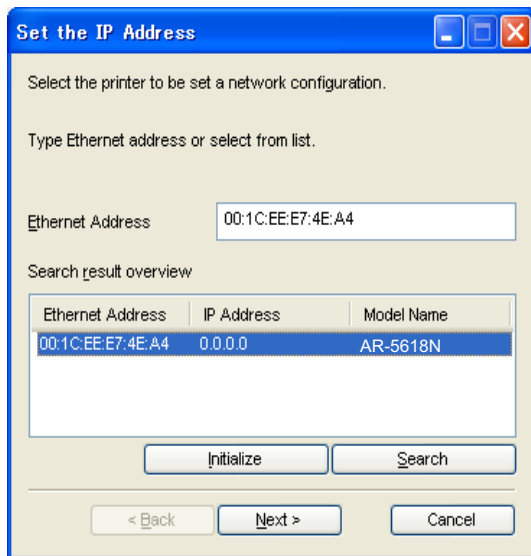 Set the IP Address
Select the printer to be set a network configuration.
Type Ethernet address or select from list.
Ethernet Address 00:1C:EE:E7:4E:A4
Search result overview
Ethernet Address IP Address Model Name
00:1C:EE:E7:4E:A4 0.0.0.0 AR-5618N
Initialize Search
< Back Next > Cancel